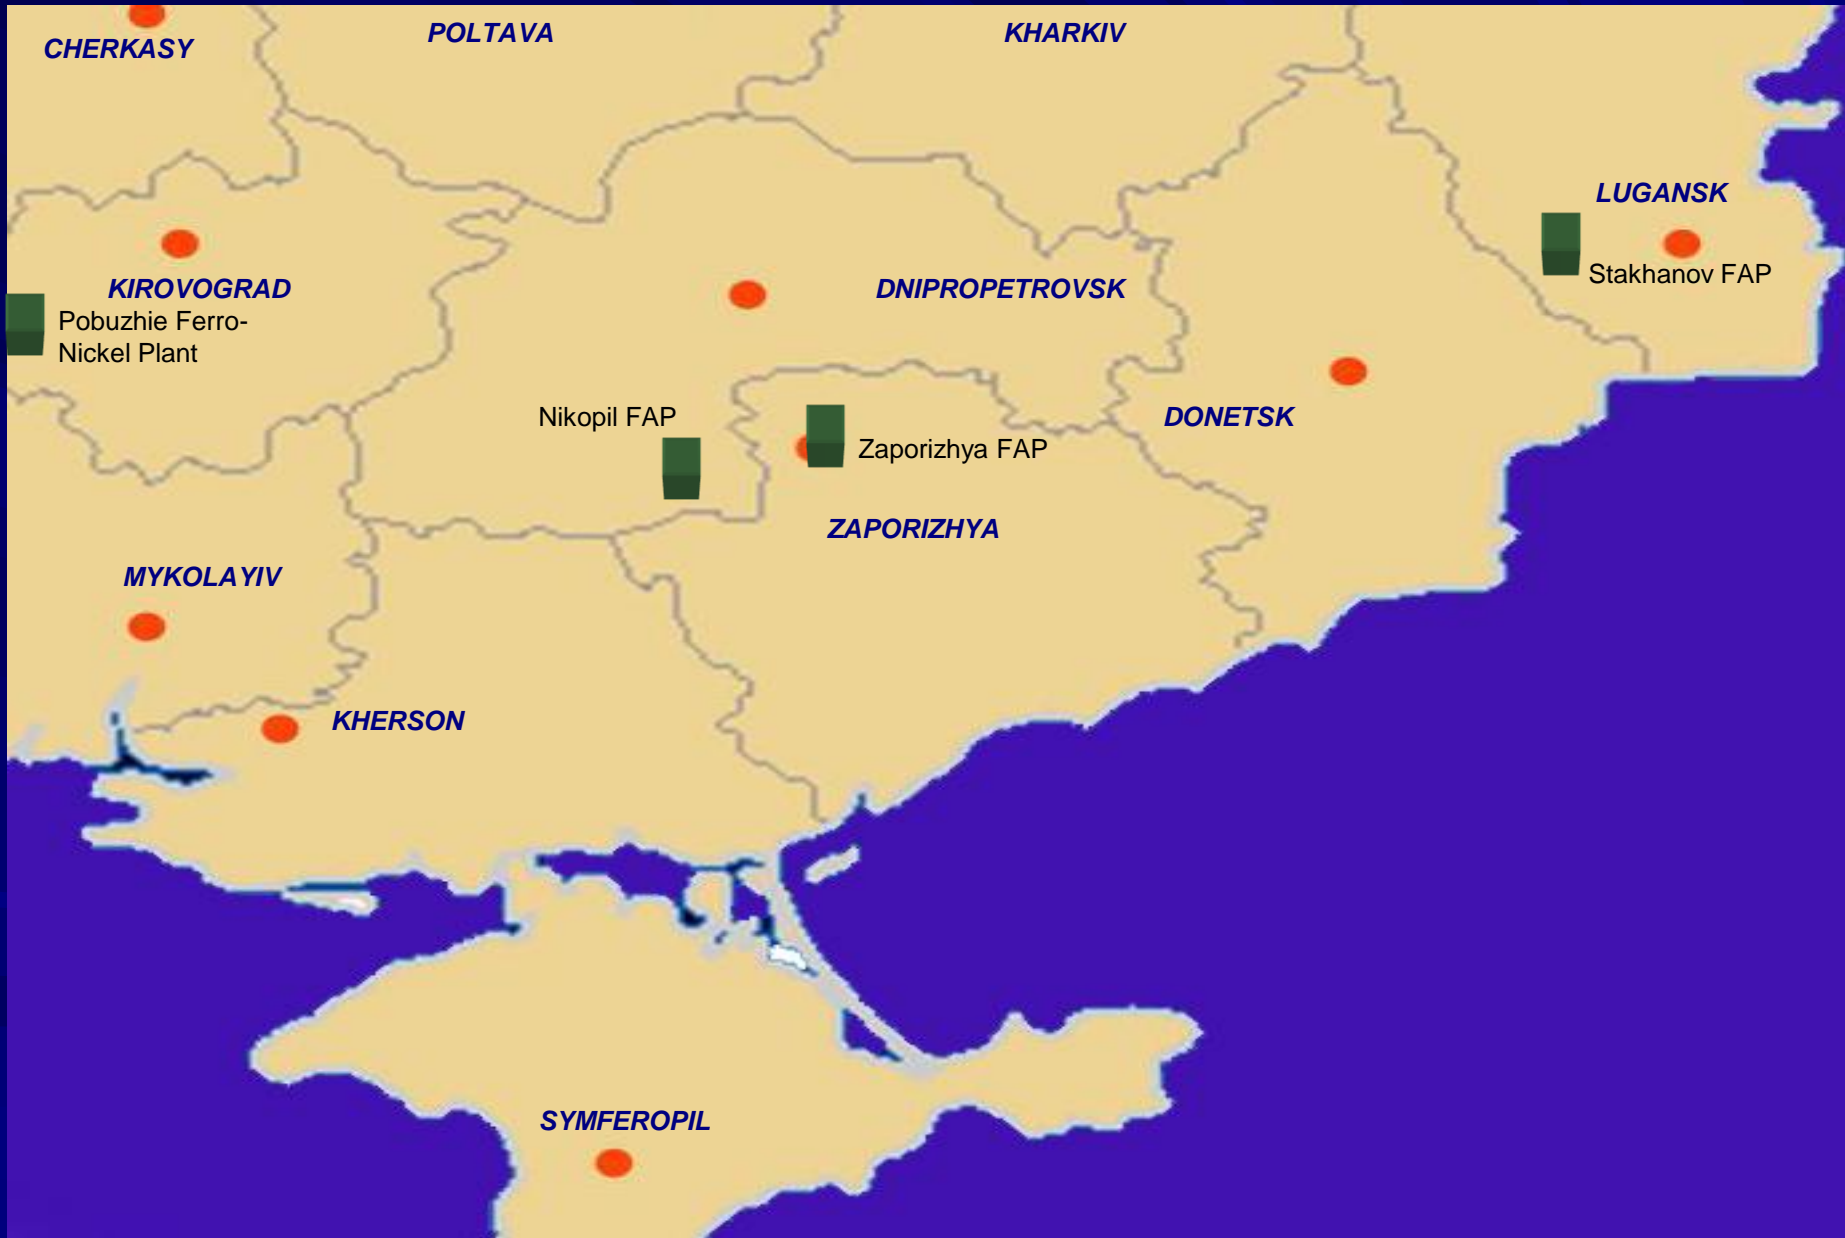 POLTAVA
KHARKIV
CHERKASY
LUGANSK
Stakhanov FAP
KIROVOGRAD
DNIPROPETROVSK
Pobuzhie Ferro-
Nickel Plant
Nikopil FAP
DONETSK
Zaporizhya FAP
ZAPORIZHYA
MYKOLAYIV
KHERSON
SYMFEROPIL